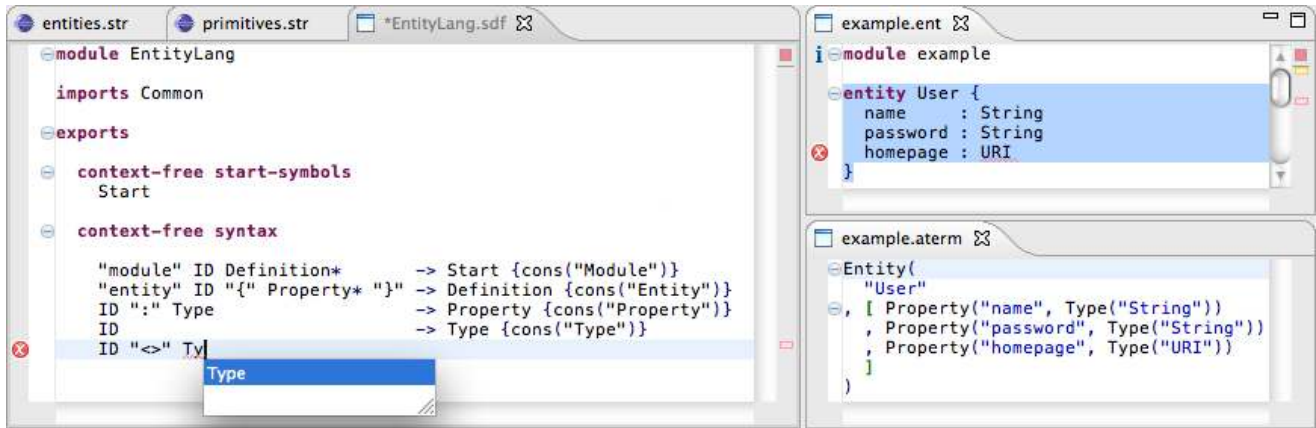 entities.str
primitives.str
*EntityLang.sdf
module EntityLang
imports Common
exports
context-free start-symbols
Start
context-free syntax
"module" ID Definition* -> Start {cons("Module")}
"entity" ID "{" Property* "}" -> Definition {cons("Entity")}
ID ":" Type -> Property {cons("Property")}
ID -> Type {cons("Type")}
ID "<>" Ty
Type
example.ent
module example
entity User {
name : String
password : String
homepage : URI
}
example.aterm
Entity(
"User"
, [ Property("name", Type("String"))
, Property("password", Type("String"))
, Property("homepage", Type("URI"))
]
)